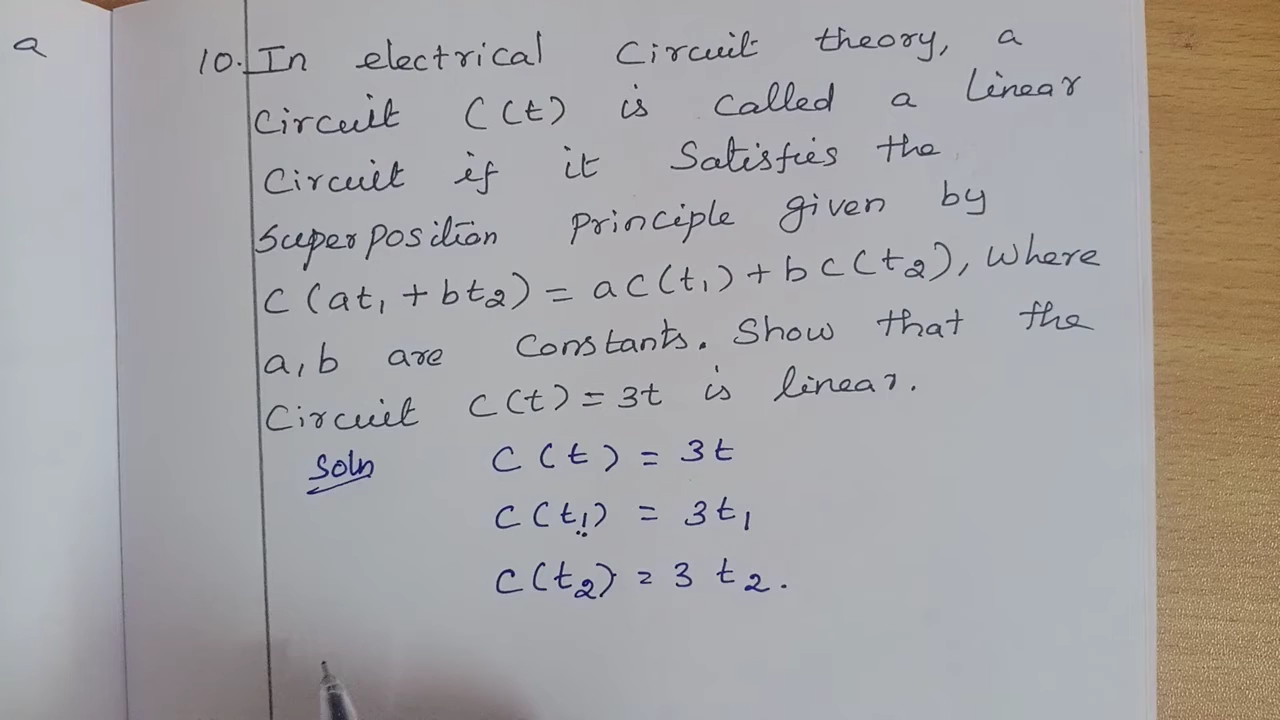 a
10. In electrical Circuit theory, a
Circuit C(t) is called a linear
Circuit if it Satisfies the
Superposition Principle given by
C(at₁ + bt₂) = ac(t₁) + bc(t₂), where
a, b are Constants. Show that the
Circuit C(t) = 3t is linear.
Soln C(t) = 3t
C(t₁) = 3t₁
C(t₂) = 3t₂.